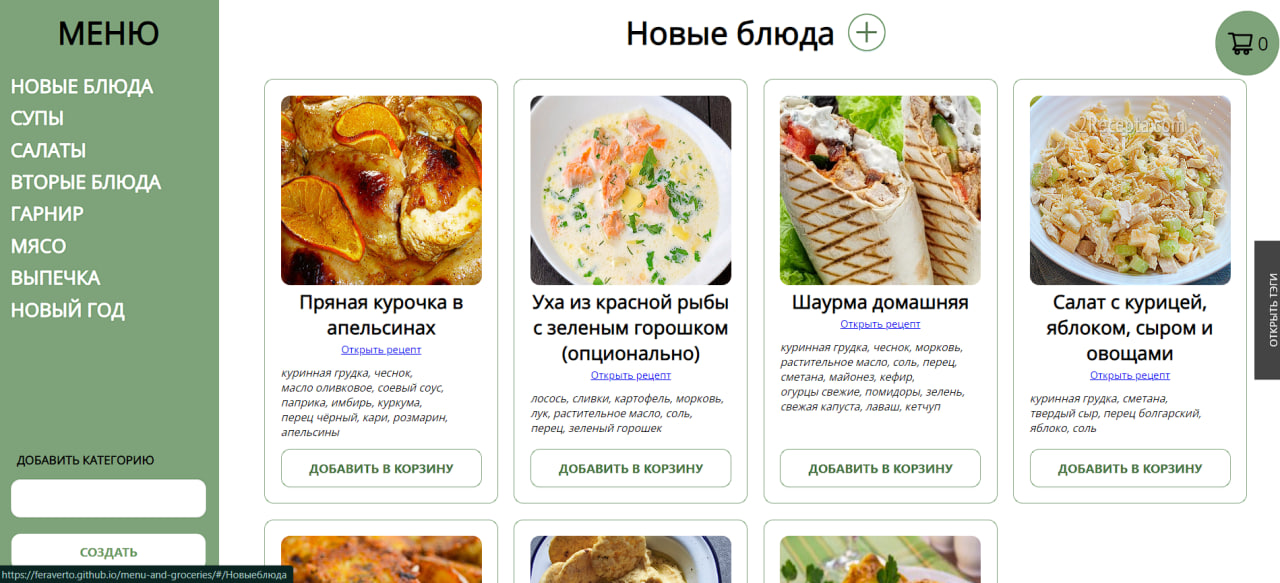 МЕНЮ
НОВЫЕ БЛЮДА
СУПЫ
САЛАТЫ
ВТОРЫЕ БЛЮДА
ГАРНИР
МЯСО
ВЫПЕЧКА
НОВЫЙ ГОД
ДОБАВИТЬ КАТЕГОРИЮ
СОЗДАТЬ
https://feraverto.github.io/menu-and-groceries/#/Новыеблюда
Новые блюда
0
Пряная курочка в
апельсинах
Открыть рецепт
куринная грудка, чеснок,
масло оливковое, соевый соус,
паприка, имбирь, куркума,
перец чёрный, кари, розмарин,
апельсины
ДОБАВИТЬ В КОРЗИНУ
Уха из красной рыбы
с зеленым горошком
(опционально)
Открыть рецепт
лосось, сливки, картофель, морковь,
лук, растительное масло, соль,
перец, зеленый горошек
ДОБАВИТЬ В КОРЗИНУ
Шаурма домашняя
Открыть рецепт
куринная грудка, чеснок, морковь,
растительное масло, соль, перец,
сметана, майонез, кефир,
огурцы свежие, помидоры, зелень,
свежая капуста, лаваш, кетчуп
ДОБАВИТЬ В КОРЗИНУ
2Recepta.com
Салат с курицей,
яблоком, сыром и
овощами
Открыть рецепт
куринная грудка, сметана,
твердый сыр, перец болгарский,
яблоко, соль
ДОБАВИТЬ В КОРЗИНУ
ОТКРЫТЬ ТЭГИ